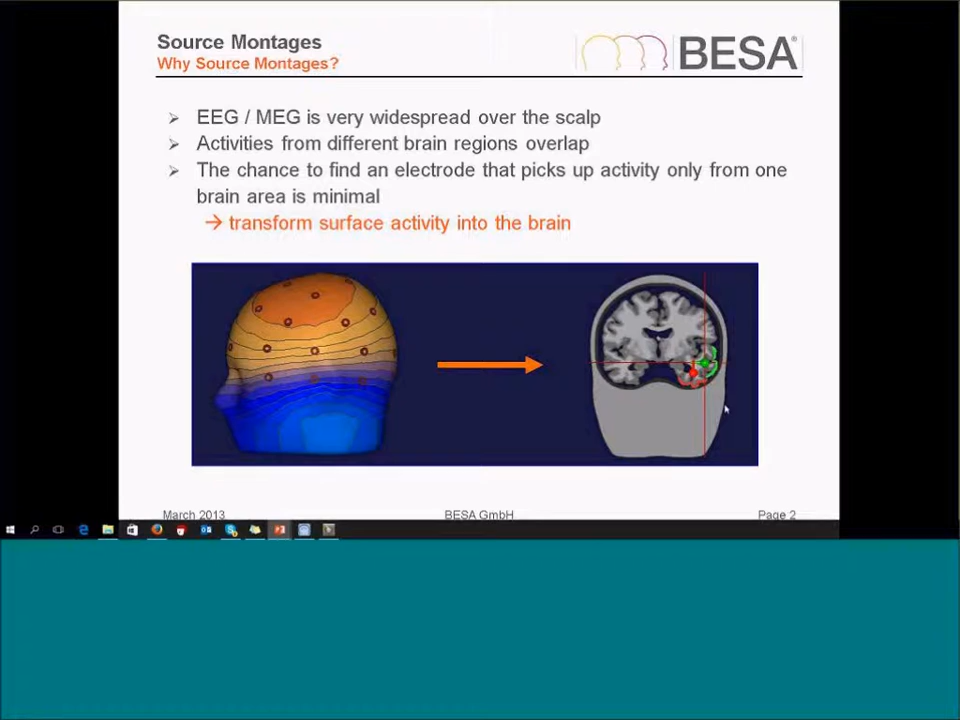 Source Montages
Why Source Montages?
BESA®
EEG / MEG is very widespread over the scalp
Activities from different brain regions overlap
The chance to find an electrode that picks up activity only from one
brain area is minimal
→ transform surface activity into the brain
March 2013
BESA GmbH
Page 2